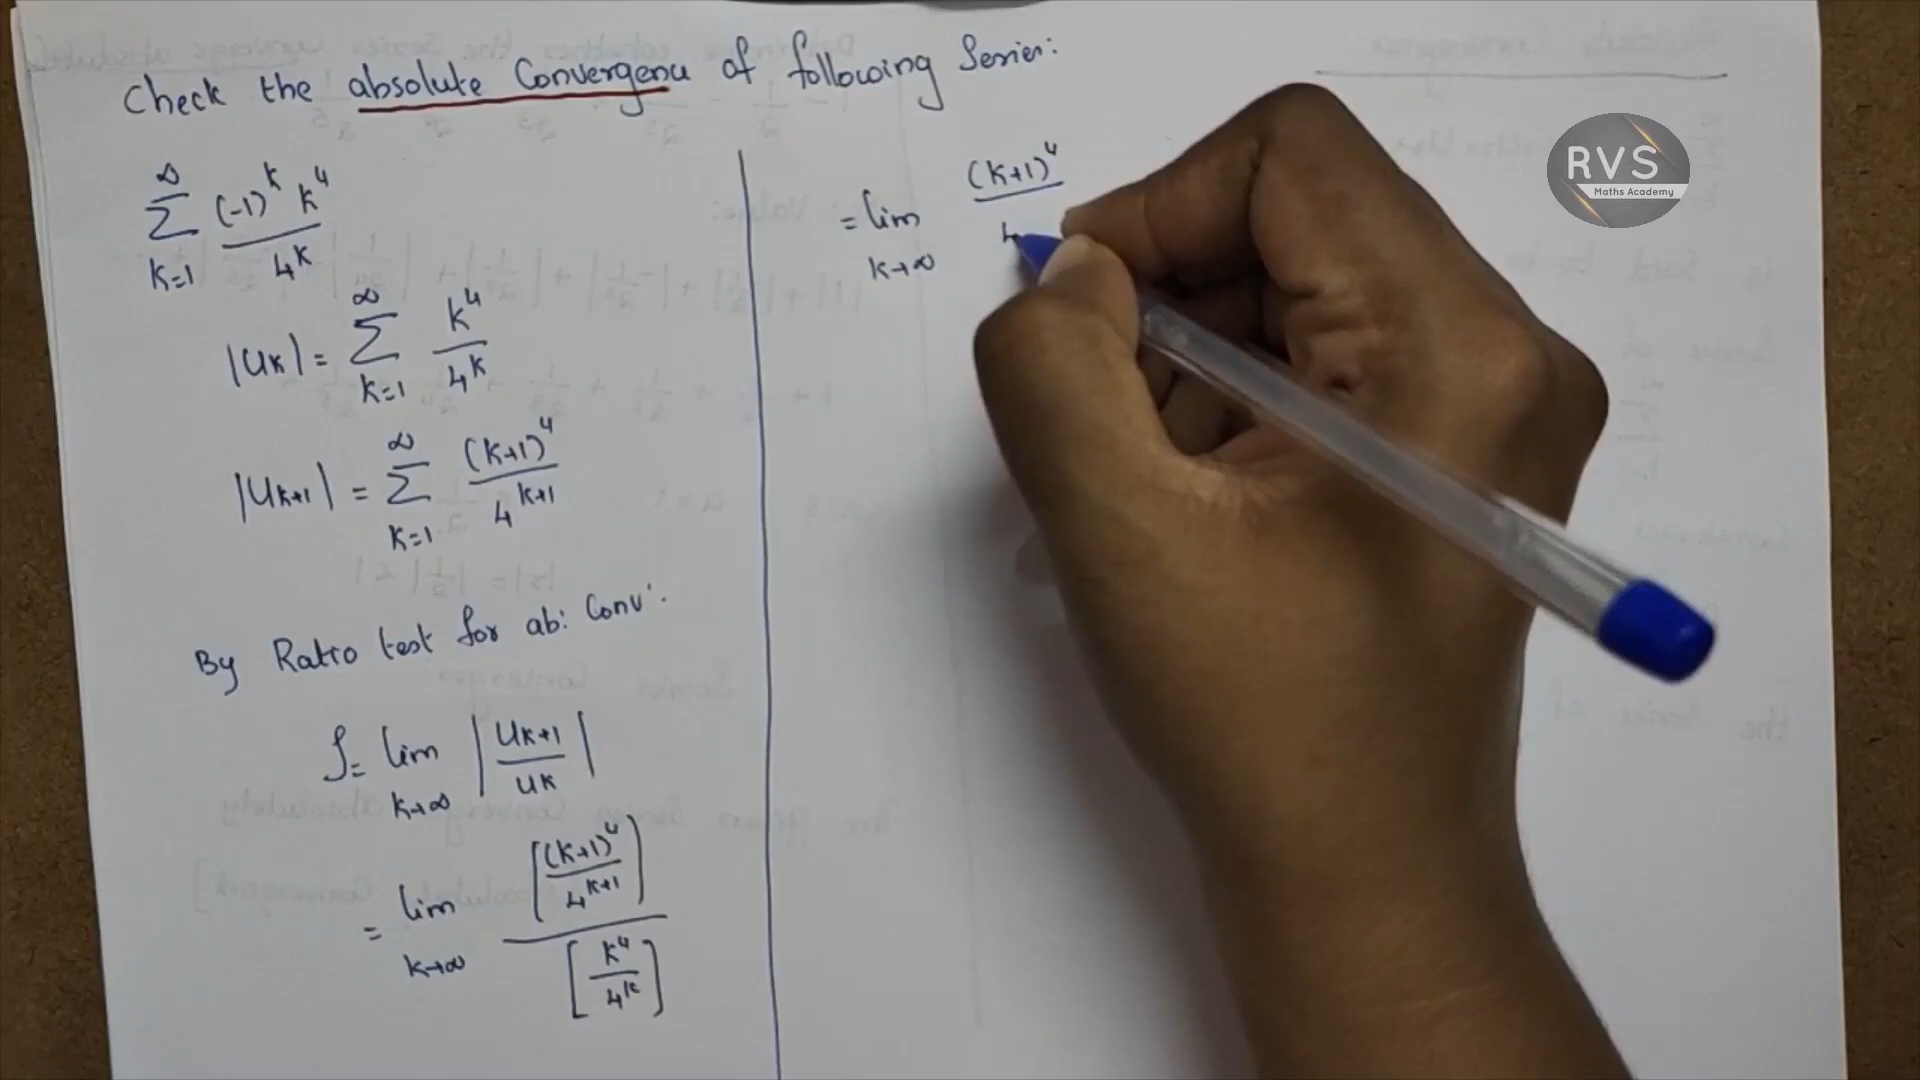 Check the absolute Convergence of following Series:
∞
Σ (-1)^k k^4 / 4^k
k=1
|Uk| = ∞ Σ k=1 k^4 / 4^k
|Uk+1| = ∞ Σ k=1 (k+1)^4 / 4^k+1
By Ratio test for ab: Conv'.
ρ = lim k→∞ |Uk+1 / Uk|
= lim k→∞ [(k+1)^4 / 4^k+1] / [k^4 / 4^k]
= lim k→∞ (k+1)^4 / 4
RVS
Maths Academy